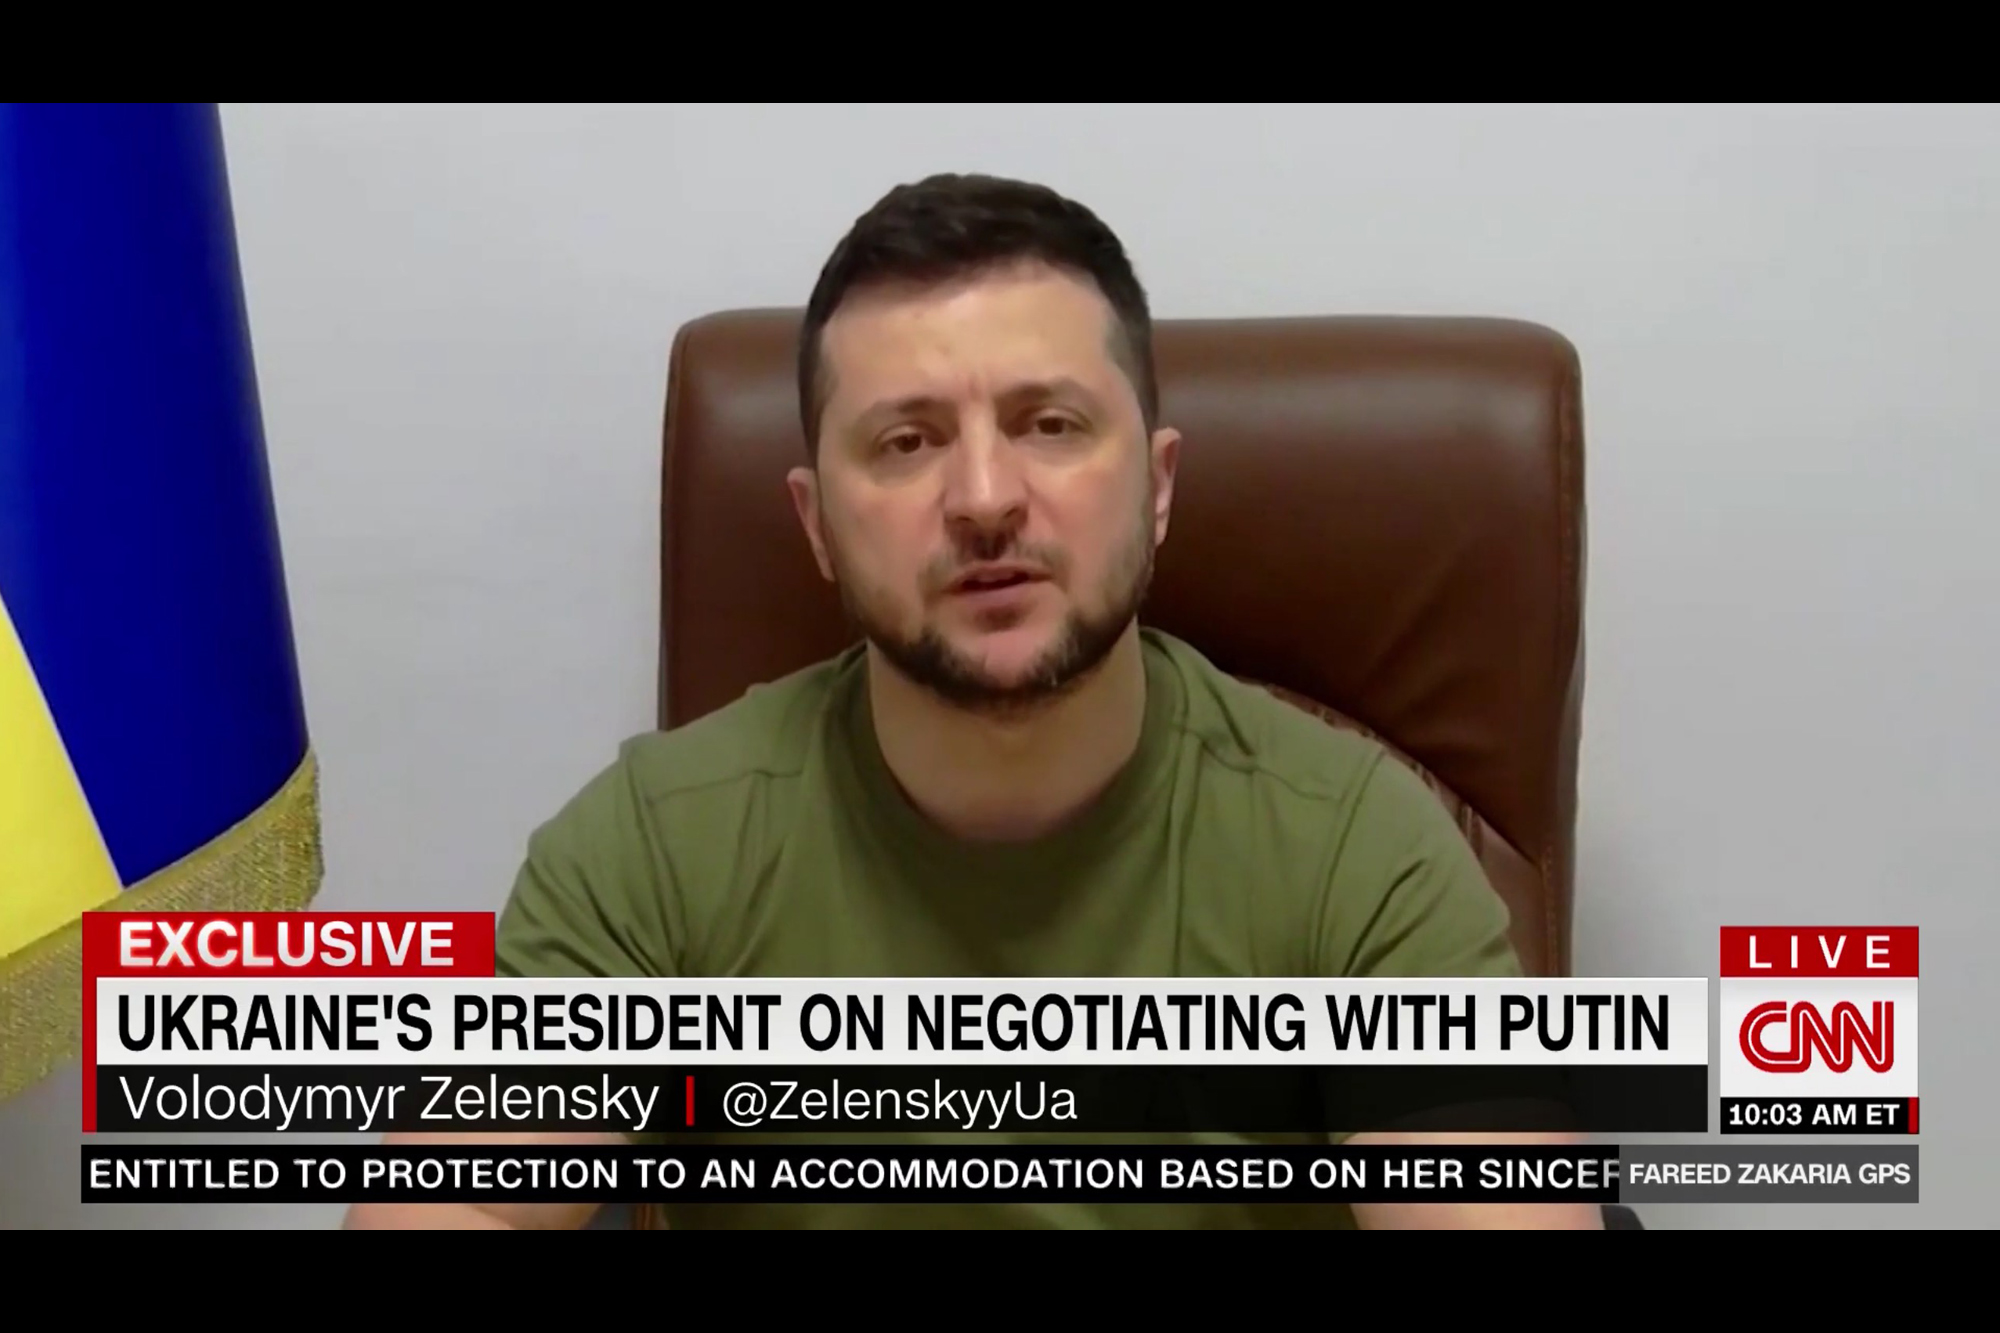 EXCLUSIVE
UKRAINE'S PRESIDENT ON NEGOTIATING WITH PUTIN
Volodymyr Zelensky | @ZelenskyyUa
LIVE
CNN
10:03 AM ET
ENTITLED TO PROTECTION TO AN ACCOMMODATION BASED ON HER
FAREED ZAKARIA GPS